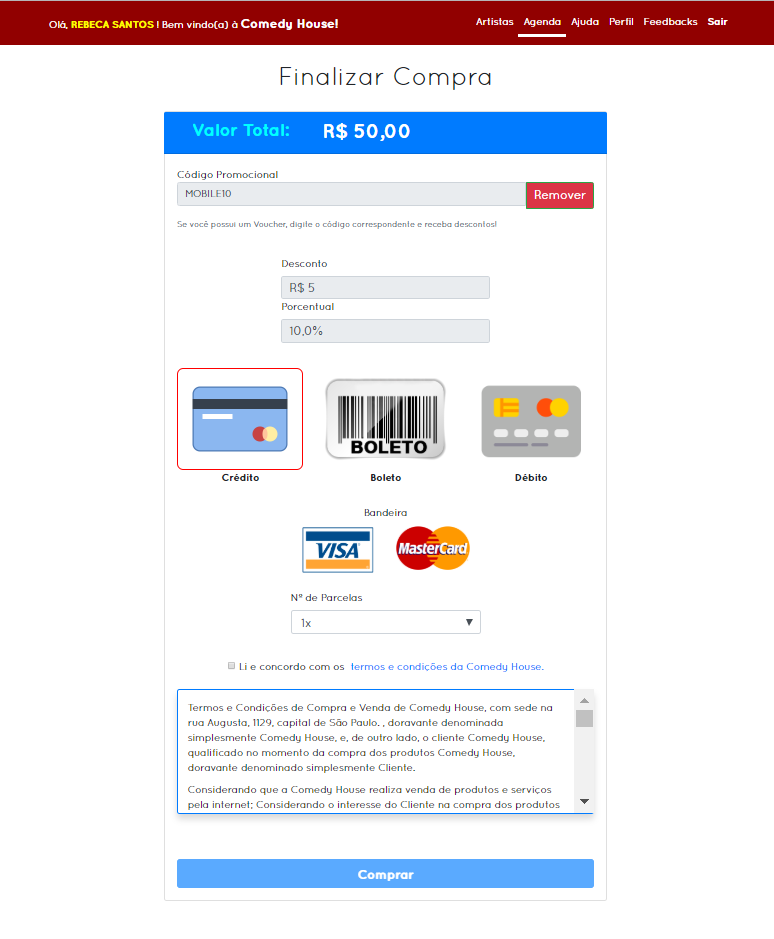 Olá, REBECA SANTOS ! Bem vindo(a) à Comedy House!
Artistas Agenda Ajuda Perfil Feedbacks Sair
Finalizar Compra
Valor Total: R$ 50,00
Código Promocional
MOBILE10 Remover
Se você possui um Voucher, digite o código correspondente e receba descontos!
Desconto
R$ 5
Porcentual
10,0%
BOLETO
Crédito Boleto Débito
Bandeira
VISA MasterCard
Nº de Parcelas
1x
Li e concordo com os termos e condições da Comedy House.
Termos e Condições de Compra e Venda de Comedy House, com sede na
rua Augusta, 1129, capital de São Paulo. , doravante denominada
simplesmente Comedy House, e, de outro lado, o cliente Comedy House,
qualificado no momento da compra dos produtos Comedy House,
doravante denominado simplesmente Cliente.
Considerando que a Comedy House realiza venda de produtos e serviços
pela internet; Considerando o interesse do Cliente na compra dos produtos
Comprar